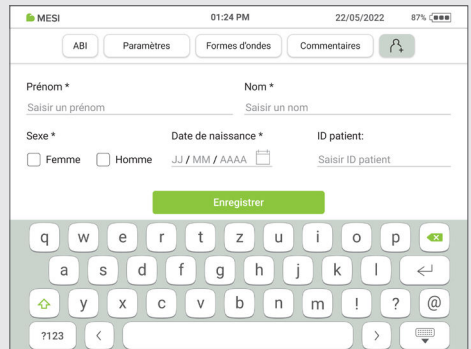 MESI 01:24 PM 22/05/2022 87%
ABI Paramètres Formes d'ondes Commentaires
Prénom * Nom *
Saisir un prénom Saisir un nom
Sexe * Date de naissance * ID patient:
Femme Homme JJ / MM / AAAA Saisir ID patient
Enregistrer
q w e r t z u i o p
a s d f g h j k l
y x c v b n m ! ? @
?123 < >